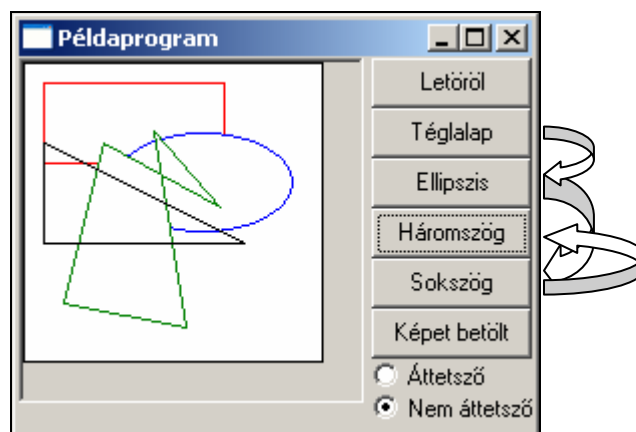 Példaprogram
Letöröl
Téglalap
Ellipszis
Háromszög
Sokszög
Képet betölt
Áttetsző
Nem áttetsző